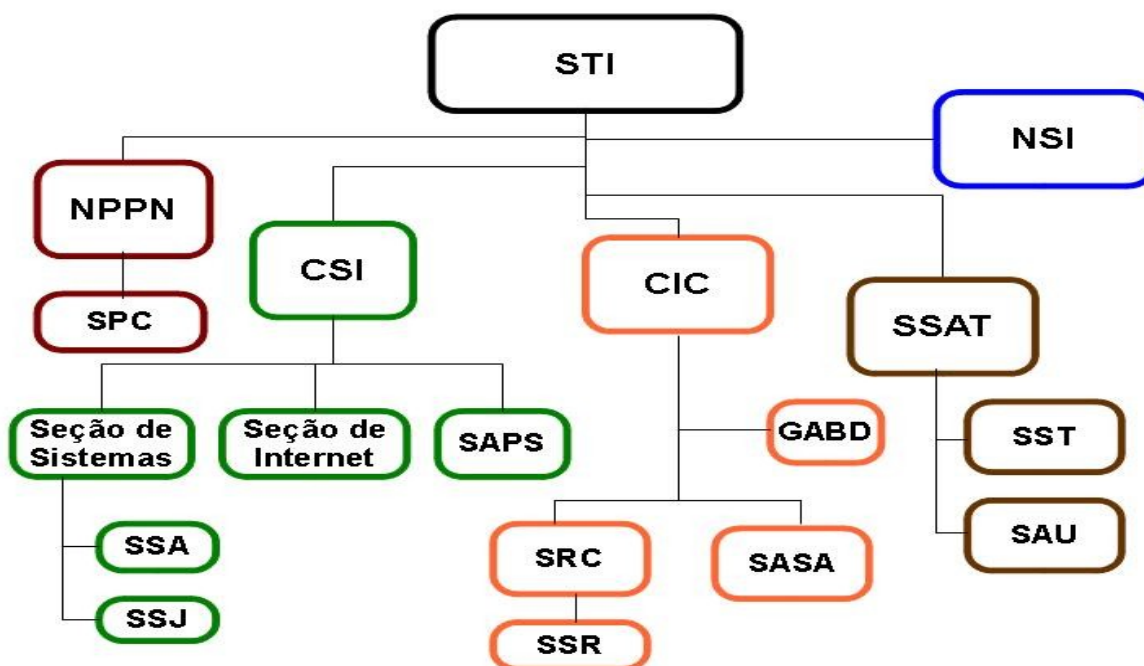 STI
NSI
NPPN
CSI
CIC
SSAT
SPC
Seção de
Sistemas
Seção de
Internet
SAPS
GABD
SST
SSA
SRC
SASA
SAU
SSJ
SSR